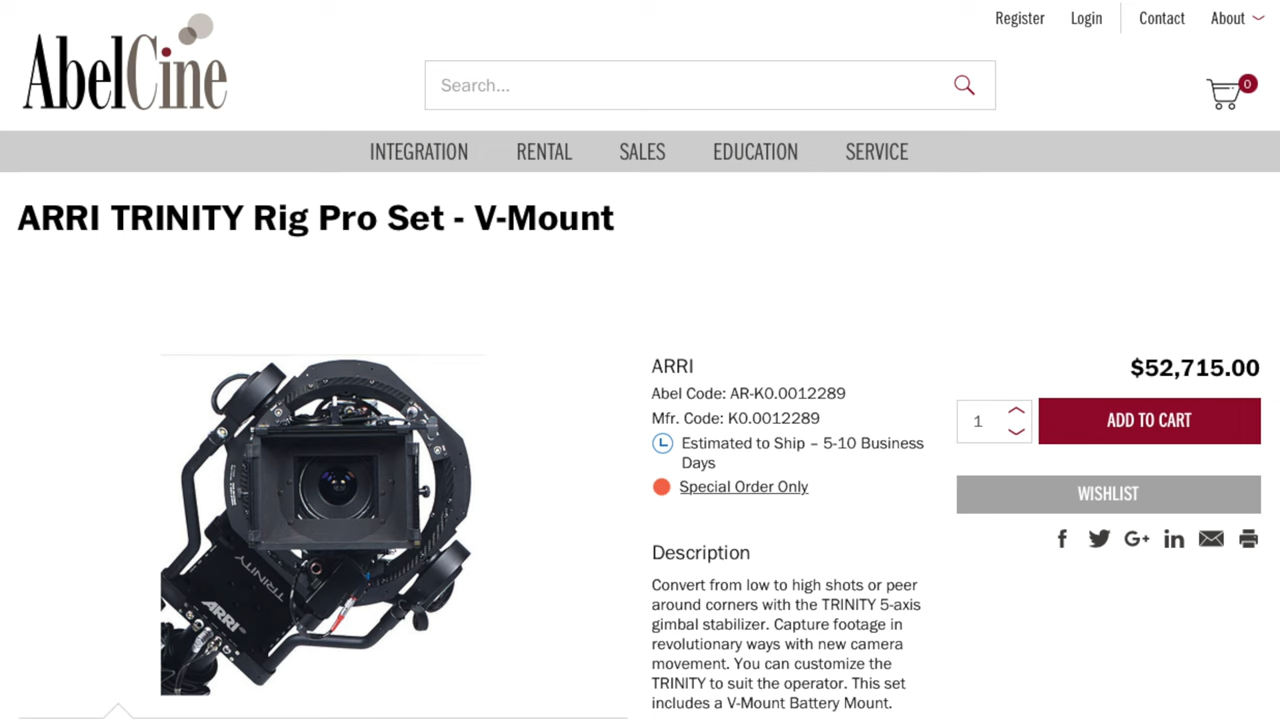 Register Login Contact About
AbelCine
Search...
0
INTEGRATION RENTAL SALES EDUCATION SERVICE
ARRI TRINITY Rig Pro Set - V-Mount
TRINITY
ARRI
ARRI
Abel Code: AR-K0.0012289
Mfr. Code: K0.0012289
Estimated to Ship – 5-10 Business
Days
Special Order Only
$52,715.00
1
ADD TO CART
WISHLIST
Description
Convert from low to high shots or peer
around corners with the TRINITY 5-axis
gimbal stabilizer. Capture footage in
revolutionary ways with new camera
movement. You can customize the
TRINITY to suit the operator. This set
includes a V-Mount Battery Mount.